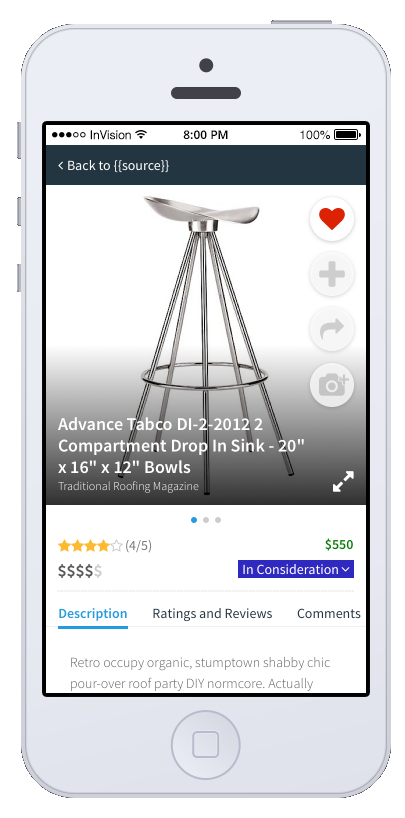 ●●●○○ InVision 8:00 PM 100%
< Back to {{source}}
Advance Tabco DI-2-2012 2
Compartment Drop In Sink - 20"
x 16" x 12" Bowls
Traditional Roofing Magazine
(4/5) $550
$$$$$ In Consideration
Description Ratings and Reviews Comments
Retro occupy organic, stumptown shabby chic
pour-over roof party DIY normcore. Actually